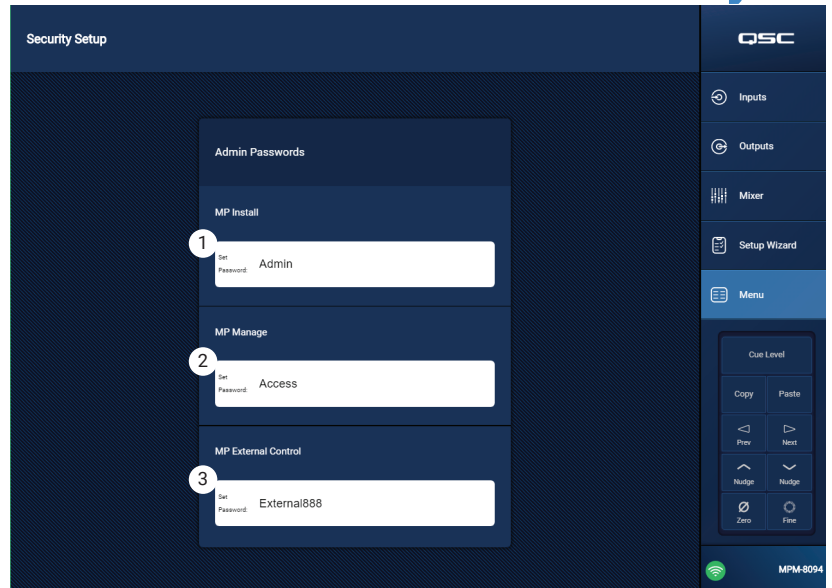 Security Setup
QSC
Inputs
Outputs
Mixer
Setup Wizard
Menu
Admin Passwords
MP Install
1
Set
Password:
Admin
MP Manage
2
Set
Password:
Access
MP External Control
3
Set
Password:
External888
Cue Level
Copy
Paste
Prev
Next
Nudge
Nudge
Zero
Fine
MPM-8094